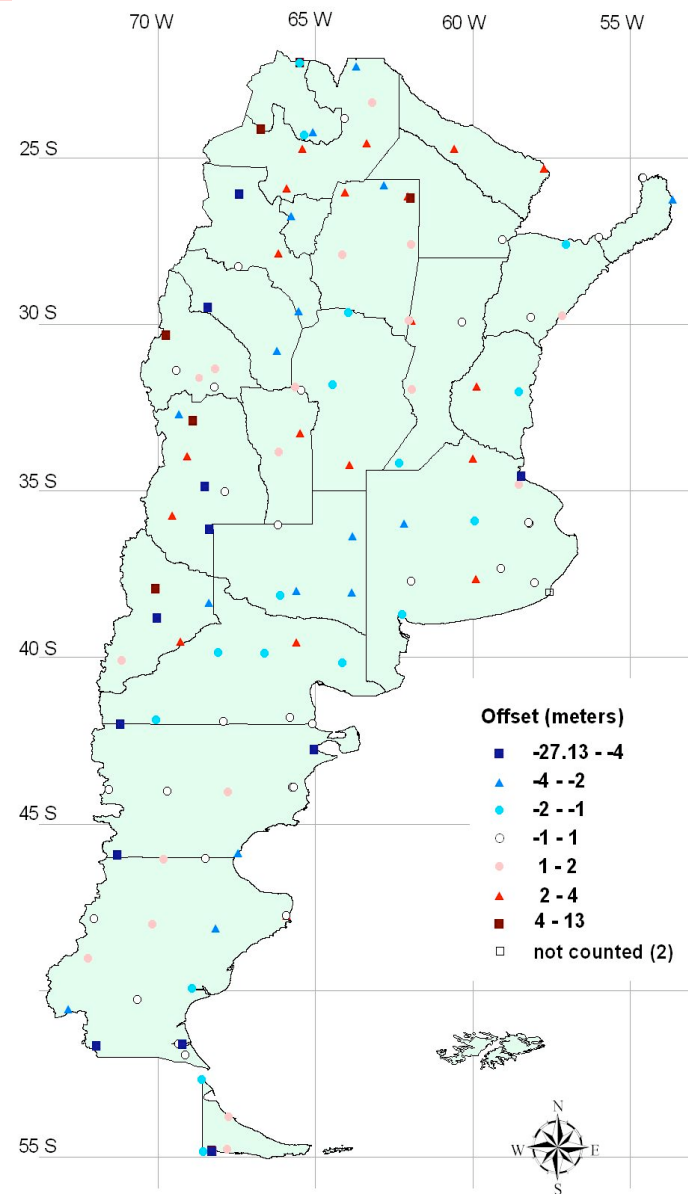 70 W 65 W 60 W 55 W
25 S
30 S
35 S
40 S
Offset (meters)
-27.13 - -4
-4 - -2
-2 - -1
-1 - 1
1 - 2
2 - 4
4 - 13
not counted (2)
45 S
N
W E
S
55 S